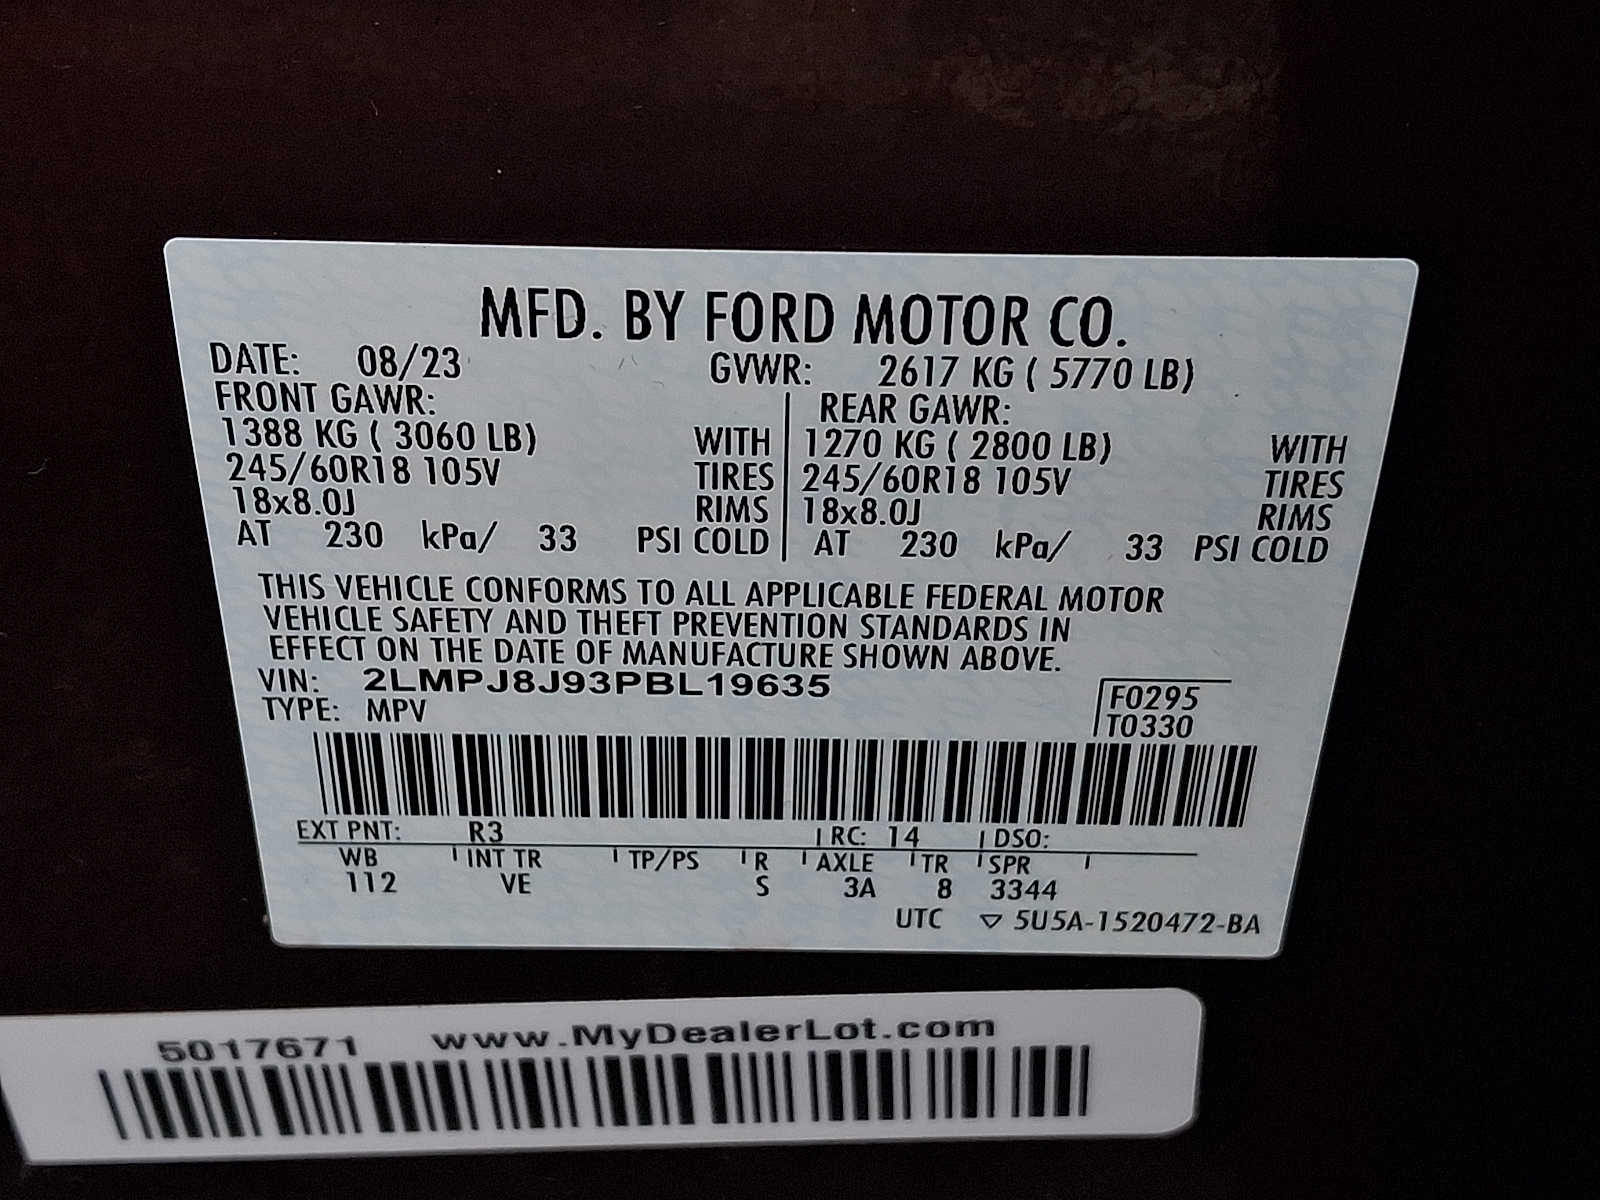 MFD. BY FORD MOTOR CO.
DATE: 08/23 GVWR: 2617 KG ( 5770 LB)
FRONT GAWR: REAR GAWR:
1388 KG ( 3060 LB) WITH 1270 KG ( 2800 LB) WITH
245/60R18 105V TIRES 245/60R18 105V TIRES
18x8.0J RIMS 18x8.0J RIMS
AT 230 kPa/ 33 PSI COLD AT 230 kPa/ 33 PSI COLD
THIS VEHICLE CONFORMS TO ALL APPLICABLE FEDERAL MOTOR
VEHICLE SAFETY AND THEFT PREVENTION STANDARDS IN
EFFECT ON THE DATE OF MANUFACTURE SHOWN ABOVE.
VIN: 2LMPJ8J93PBL19635 F0295
TYPE: MPV T0330
EXT PNT: R3 RC: 14 DSO:
WB INT TR TP/PS R AXLE TR SPR
112 VE S 3A 8 3344
UTC ▽ 5U5A-1520472-BA
5017671 www.MyDealerLot.com